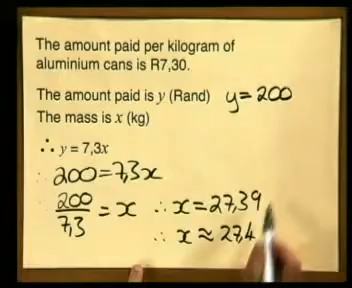 The amount paid per kilogram of
aluminium cans is R7,30.
The amount paid is y (Rand) y = 200
The mass is x (kg)
∴ y = 7,3x
∴ 200 = 7,3x
200/7,3 = x ∴ x = 27,39
∴ x ≈ 27,4